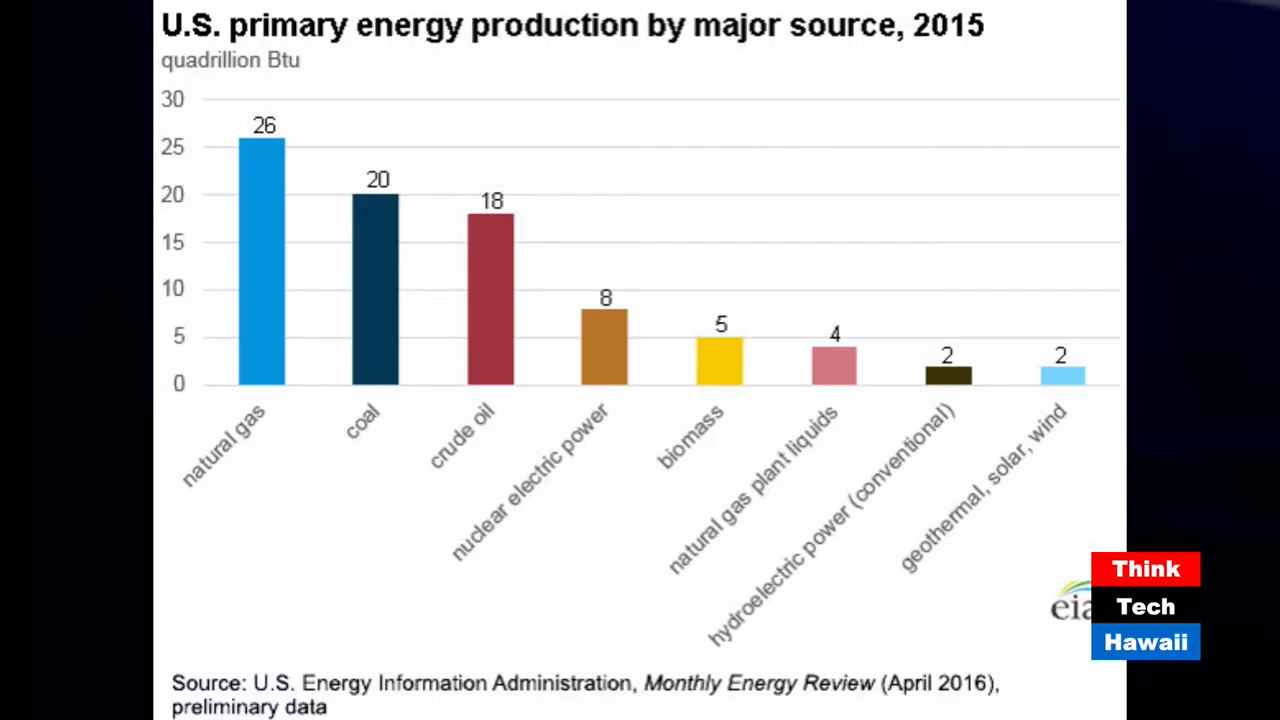 U.S. primary energy production by major source, 2015
quadrillion Btu
30
25
20
15
10
5
0
26
20
18
8
5
4
2
2
natural gas
coal
crude oil
nuclear electric power
biomass
natural gas plant liquids
hydroelectric power (conventional)
geothermal, solar, wind
eia
Think
Tech
Hawaii
Source: U.S. Energy Information Administration, Monthly Energy Review (April 2016),
preliminary data